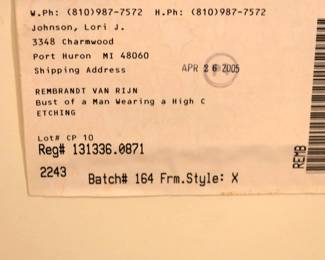 W.Ph: (810)987-7572 H.Ph: (810)987-7572
Johnson, Lori J.
3348 Charmwood
Port Huron MI 48060
Shipping Address
APR 26 2005
REMBRANDT VAN RIJN
Bust of a Man Wearing a High C
ETCHING
Lot# CP 10
Reg# 131336.0871
2243
Batch# 164 Frm.Style: X
REMB